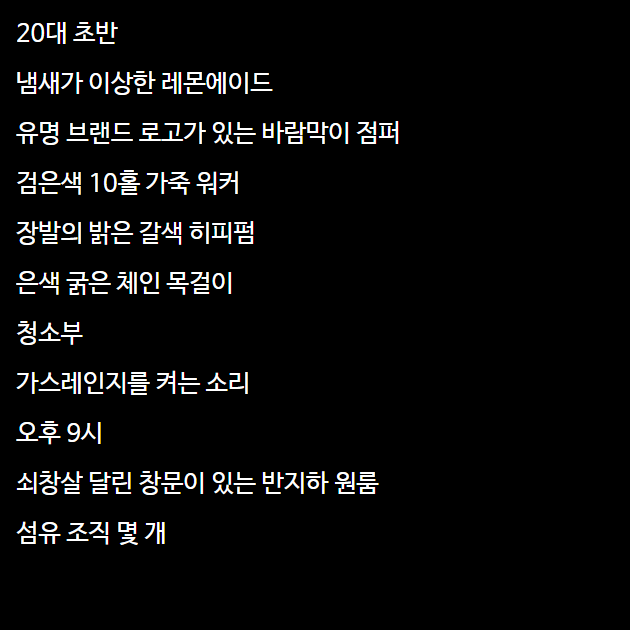 20대 초반
냄새가 이상한 레몬에이드
유명 브랜드 로고가 있는 바람막이 점퍼
검은색 10홀 가죽 워커
장발의 밝은 갈색 히피펌
은색 굵은 체인 목걸이
청소부
가스레인지를 켜는 소리
오후 9시
쇠창살 달린 창문이 있는 반지하 원룸
섬유 조직 몇 개